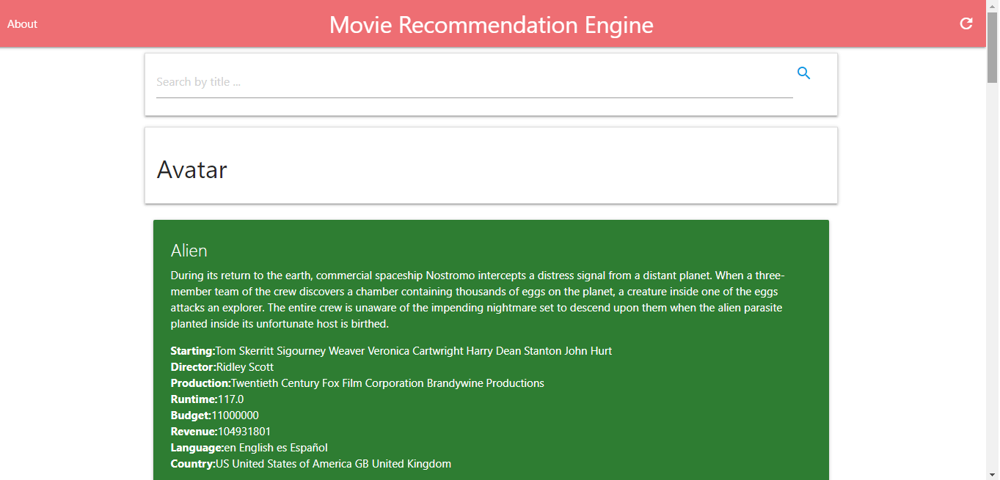 About
Movie Recommendation Engine
Search by title ...
Avatar
Alien
During its return to the earth, commercial spaceship Nostromo intercepts a distress signal from a distant planet. When a three-
member team of the crew discovers a chamber containing thousands of eggs on the planet, a creature inside one of the eggs
attacks an explorer. The entire crew is unaware of the impending nightmare set to descend upon them when the alien parasite
planted inside its unfortunate host is birthed.
Starting:Tom Skerritt Sigourney Weaver Veronica Cartwright Harry Dean Stanton John Hurt
Director:Ridley Scott
Production:Twentieth Century Fox Film Corporation Brandywine Productions
Runtime:117.0
Budget:11000000
Revenue:104931801
Language:en English es Español
Country:US United States of America GB United Kingdom